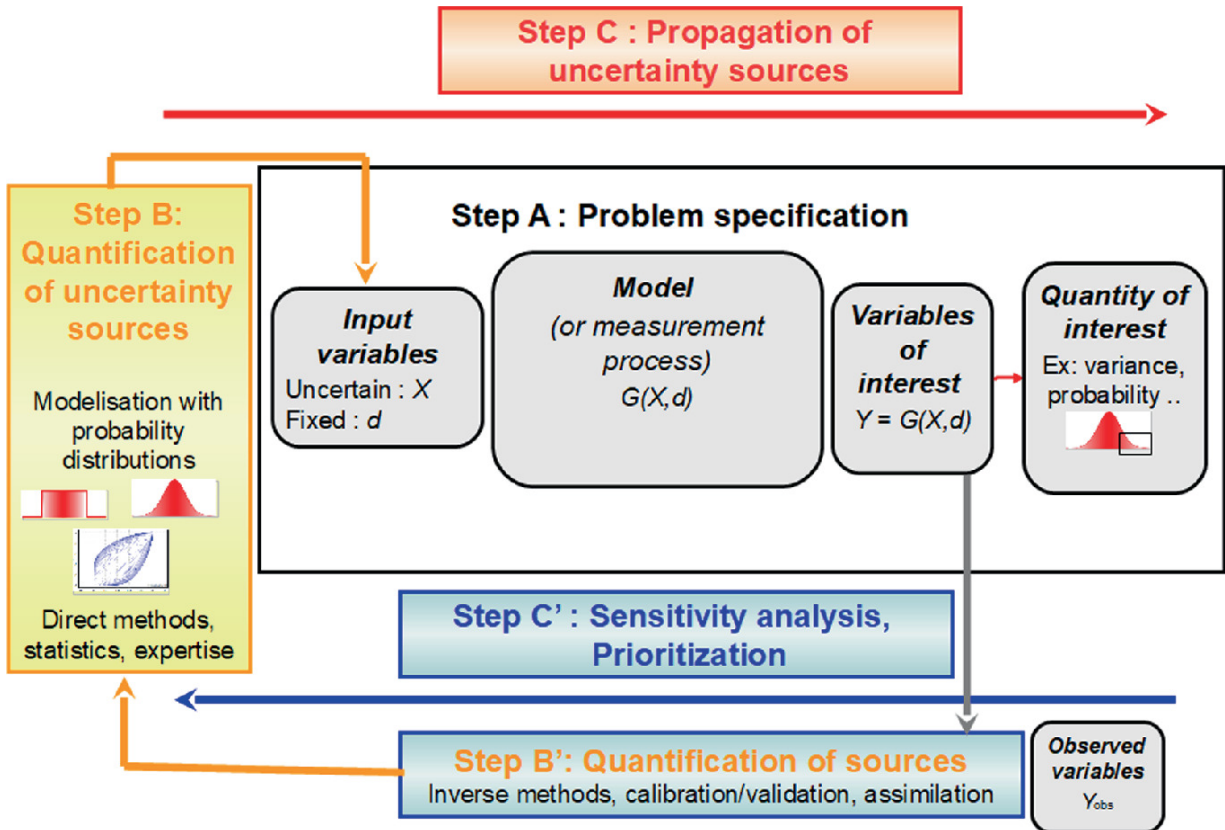 Step C : Propagation of
uncertainty sources
Step B:
Quantification
of uncertainty
sources
Modelisation with
probability
distributions
Direct methods,
statistics, expertise
Step A : Problem specification
Input
variables
Uncertain : X
Fixed : d
Model
(or measurement
process)
G(X,d)
Variables
of
interest
Y = G(X,d)
Quantity of
interest
Ex: variance,
probability ..
Step C’ : Sensitivity analysis,
Prioritization
Step B’: Quantification of sources
Inverse methods, calibration/validation, assimilation
Observed
variables
Yobs